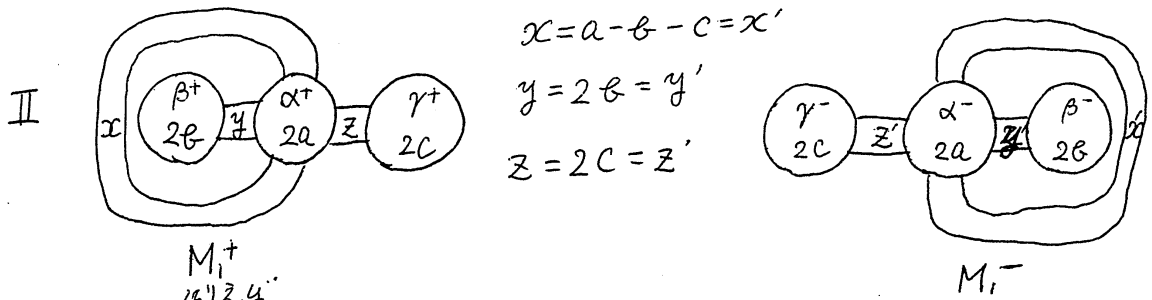 II
β⁺ 2b
α⁺ 2a
γ⁺ 2c
x y z
M₁⁺
x = a - b - c = x′
y = 2b = y′
z = 2c = z′
γ⁻ 2c
α⁻ 2a
β⁻ 2b
z′ y′ x′
M₁⁻